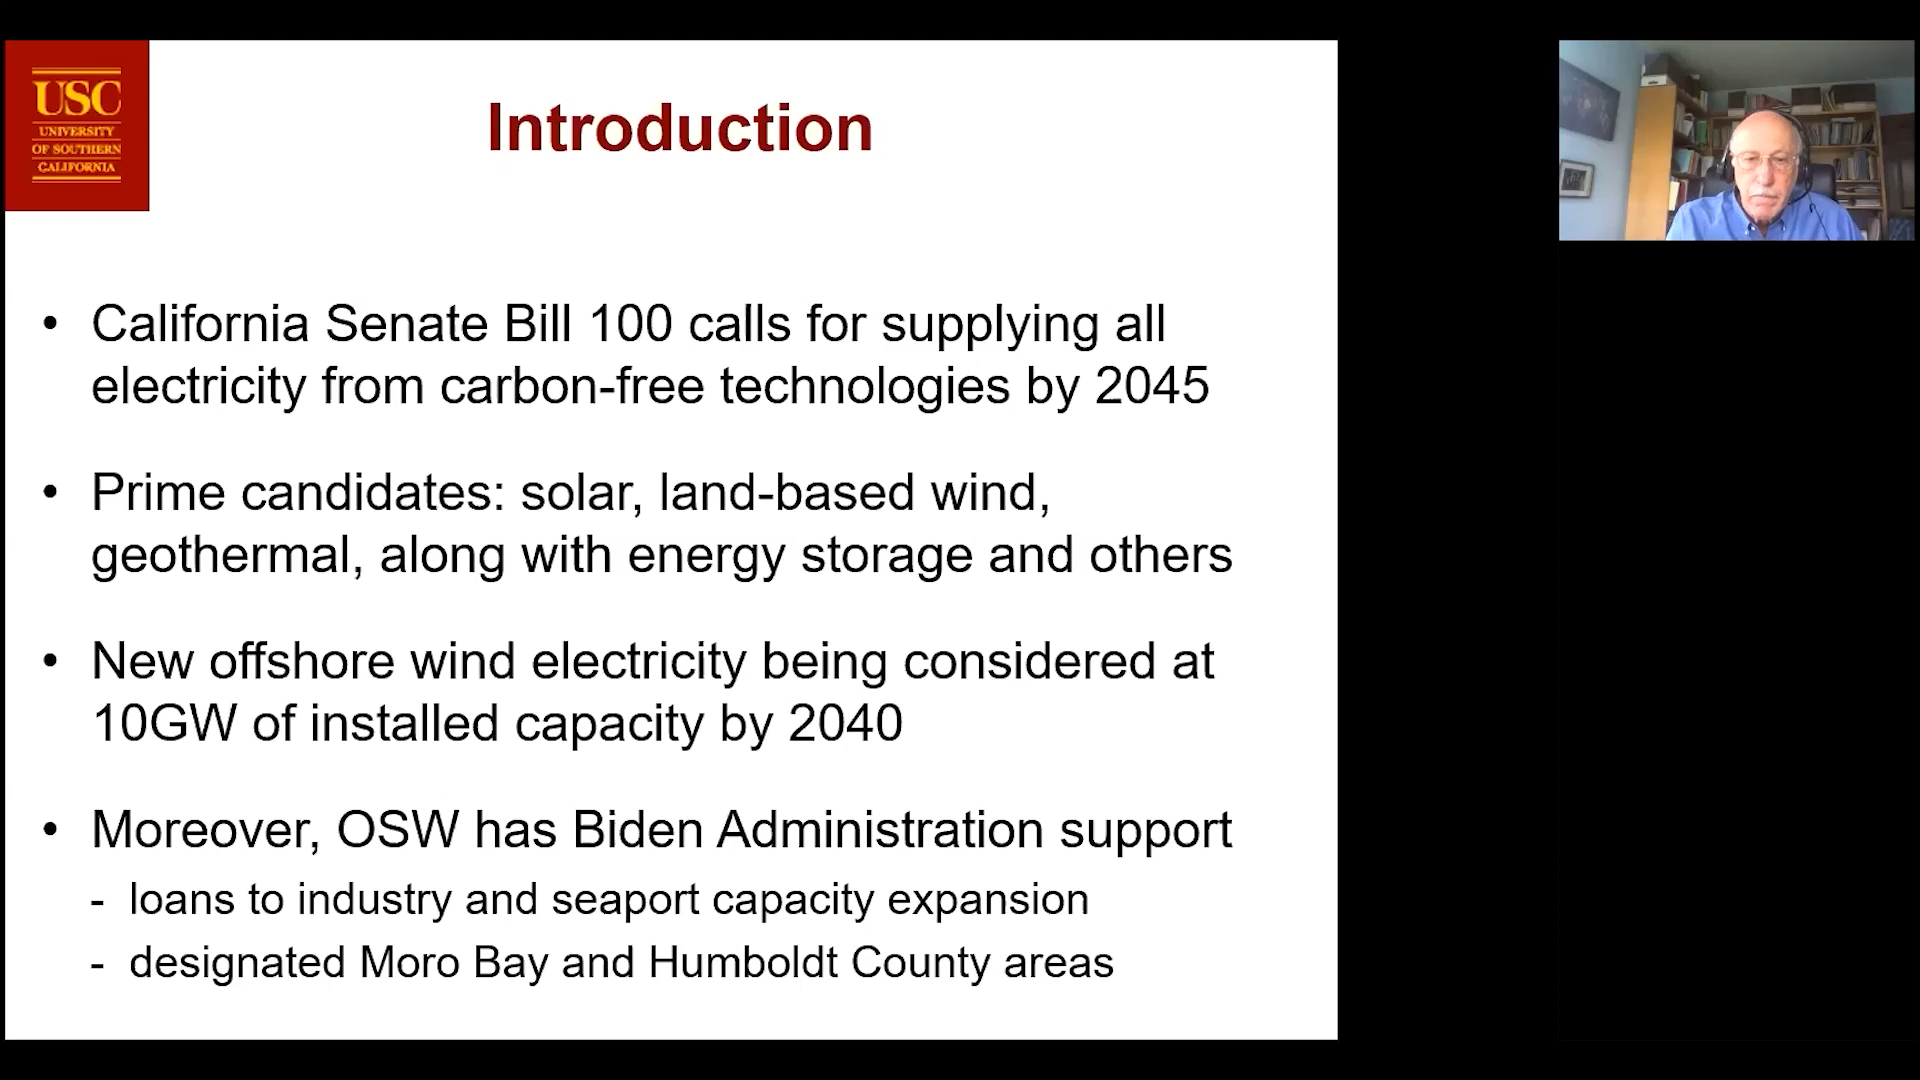 USC
UNIVERSITY
OF SOUTHERN
CALIFORNIA
Introduction
• California Senate Bill 100 calls for supplying all
electricity from carbon-free technologies by 2045
• Prime candidates: solar, land-based wind,
geothermal, along with energy storage and others
• New offshore wind electricity being considered at
10GW of installed capacity by 2040
• Moreover, OSW has Biden Administration support
- loans to industry and seaport capacity expansion
- designated Moro Bay and Humboldt County areas